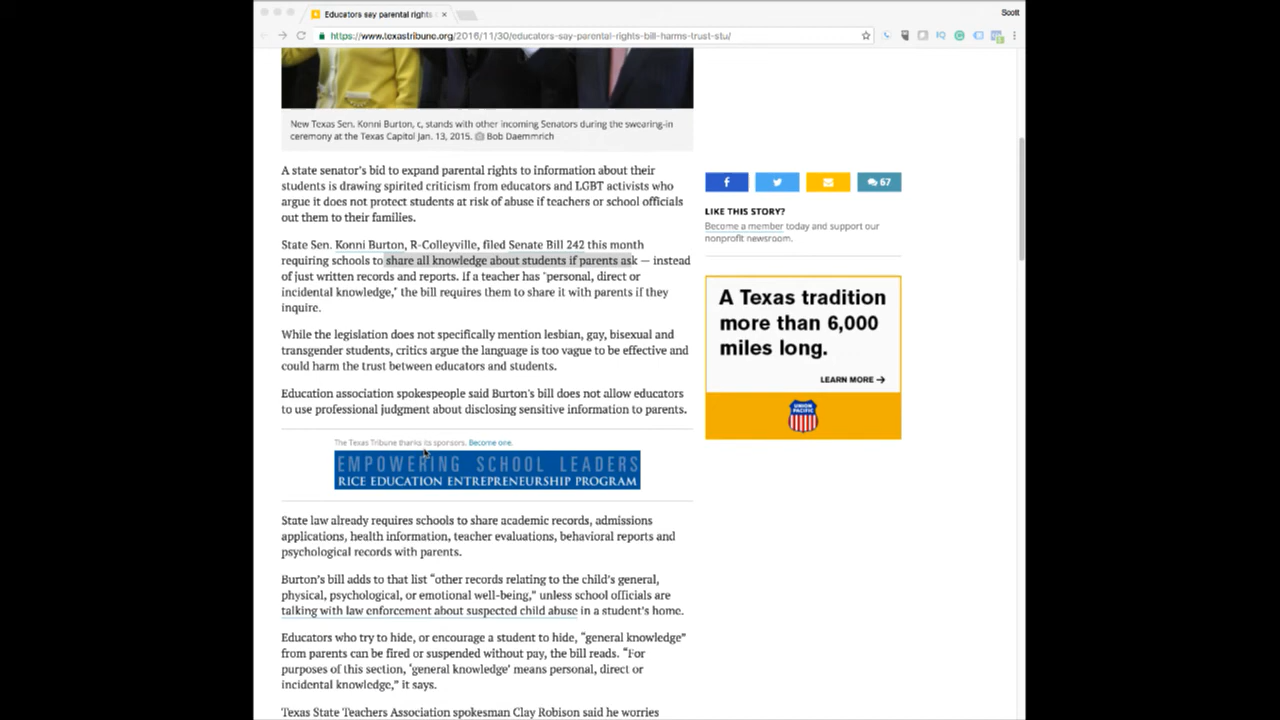 Educators say parental rights
Scott
https://www.texastribune.org/2016/11/30/educators-say-parental-rights-bill-harms-trust-stu/
New Texas Sen. Konni Burton, c, stands with other incoming Senators during the swearing-in
ceremony at the Texas Capitol Jan. 13, 2015. Bob Daemmrich
A state senator's bid to expand parental rights to information about their
students is drawing spirited criticism from educators and LGBT activists who
argue it does not protect students at risk of abuse if teachers or school officials
out them to their families.
State Sen. Konni Burton, R-Colleyville, filed Senate Bill 242 this month
requiring schools to share all knowledge about students if parents ask — instead
of just written records and reports. If a teacher has "personal, direct or
incidental knowledge," the bill requires them to share it with parents if they
inquire.
While the legislation does not specifically mention lesbian, gay, bisexual and
transgender students, critics argue the language is too vague to be effective and
could harm the trust between educators and students.
Education association spokespeople said Burton's bill does not allow educators
to use professional judgment about disclosing sensitive information to parents.
The Texas Tribune thanks its sponsors. Become one.
EMPOWERING SCHOOL LEADERS
RICE EDUCATION ENTREPRENEURSHIP PROGRAM
State law already requires schools to share academic records, admissions
applications, health information, teacher evaluations, behavioral reports and
psychological records with parents.
Burton's bill adds to that list "other records relating to the child's general,
physical, psychological, or emotional well-being," unless school officials are
talking with law enforcement about suspected child abuse in a student's home.
Educators who try to hide, or encourage a student to hide, "general knowledge"
from parents can be fired or suspended without pay, the bill reads. "For
purposes of this section, 'general knowledge' means personal, direct or
incidental knowledge," it says.
Texas State Teachers Association spokesman Clay Robison said he worries
67
LIKE THIS STORY?
Become a member today and support our
nonprofit newsroom.
A Texas tradition
more than 6,000
miles long.
LEARN MORE →
UNION
PACIFIC